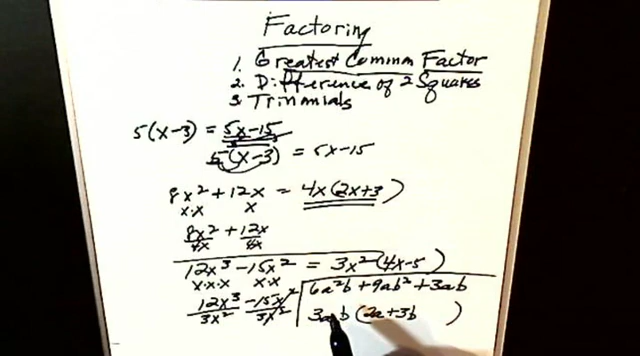 Factoring
1. Greatest Common Factor
2. Difference of 2 Squares
3. Trinmials
5(x-3) = 5x-15
5(x-3) = 5x-15
8x² + 12x = 4x(2x+3)
x·x x
8x²/4x + 12x/4x
12x³ - 15x² = 3x²(4x-5)
x·x·x x·x
12x³/3x² -15x²/3x²
6a²b + 9ab² + 3ab
3ab (2a+3b )